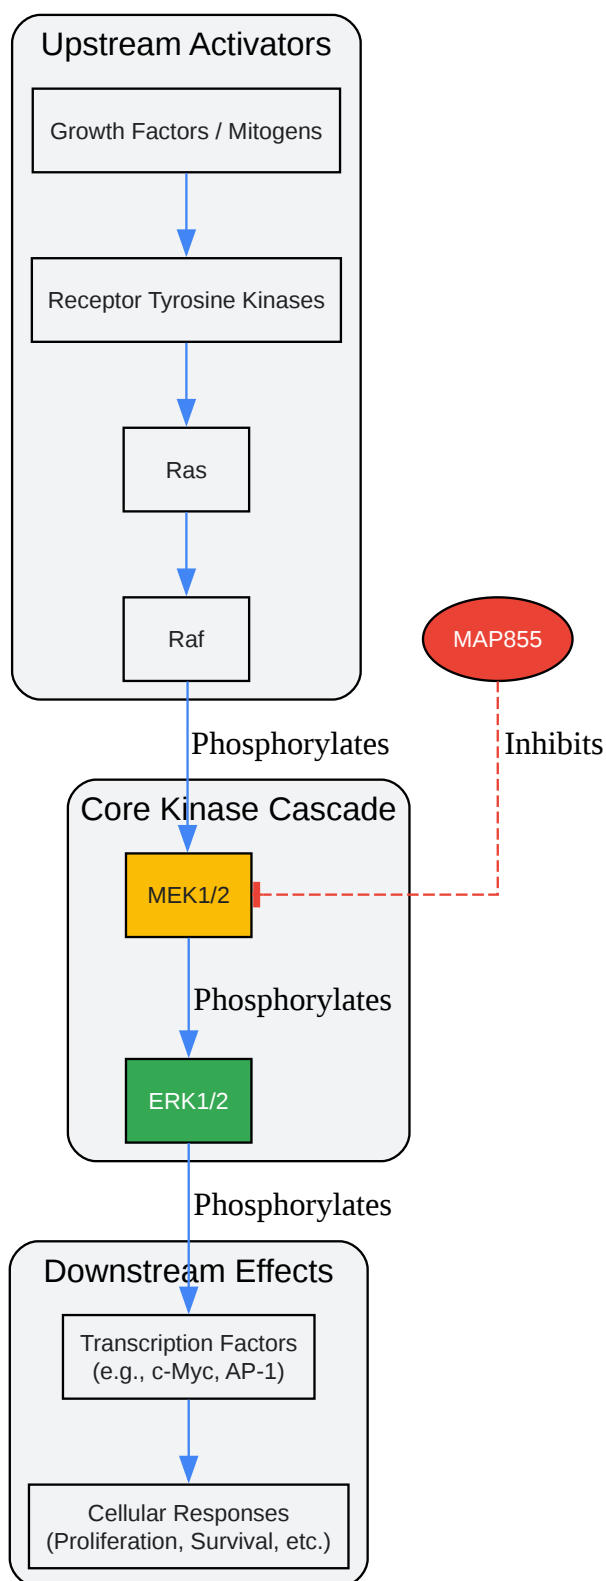 Upstream Activators
Growth Factors / Mitogens
Receptor Tyrosine Kinases
Ras
Raf
MAP855
Phosphorylates
Inhibits
Core Kinase Cascade
MEK1/2
Phosphorylates
ERK1/2
Phosphorylates
Downstream Effects
Transcription Factors
(e.g., c-Myc, AP-1)
Cellular Responses
(Proliferation, Survival, etc.)